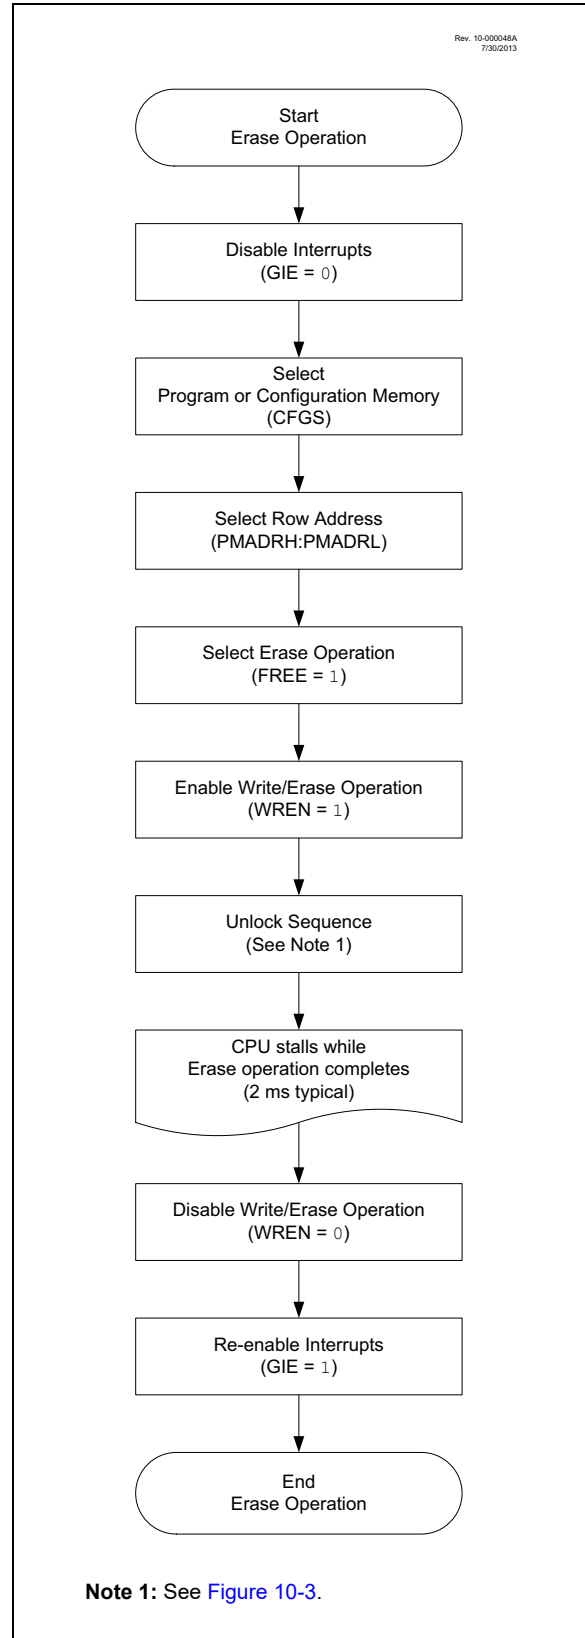 Rev. 10-000048A
7/30/2013
Start
Erase Operation
Disable Interrupts
(GIE = 0)
Select
Program or Configuration Memory
(CFGS)
Select Row Address
(PMADRH:PMADRL)
Select Erase Operation
(FREE = 1)
Enable Write/Erase Operation
(WREN = 1)
Unlock Sequence
(See Note 1)
CPU stalls while
Erase operation completes
(2 ms typical)
Disable Write/Erase Operation
(WREN = 0)
Re-enable Interrupts
(GIE = 1)
End
Erase Operation
Note 1: See Figure 10-3.